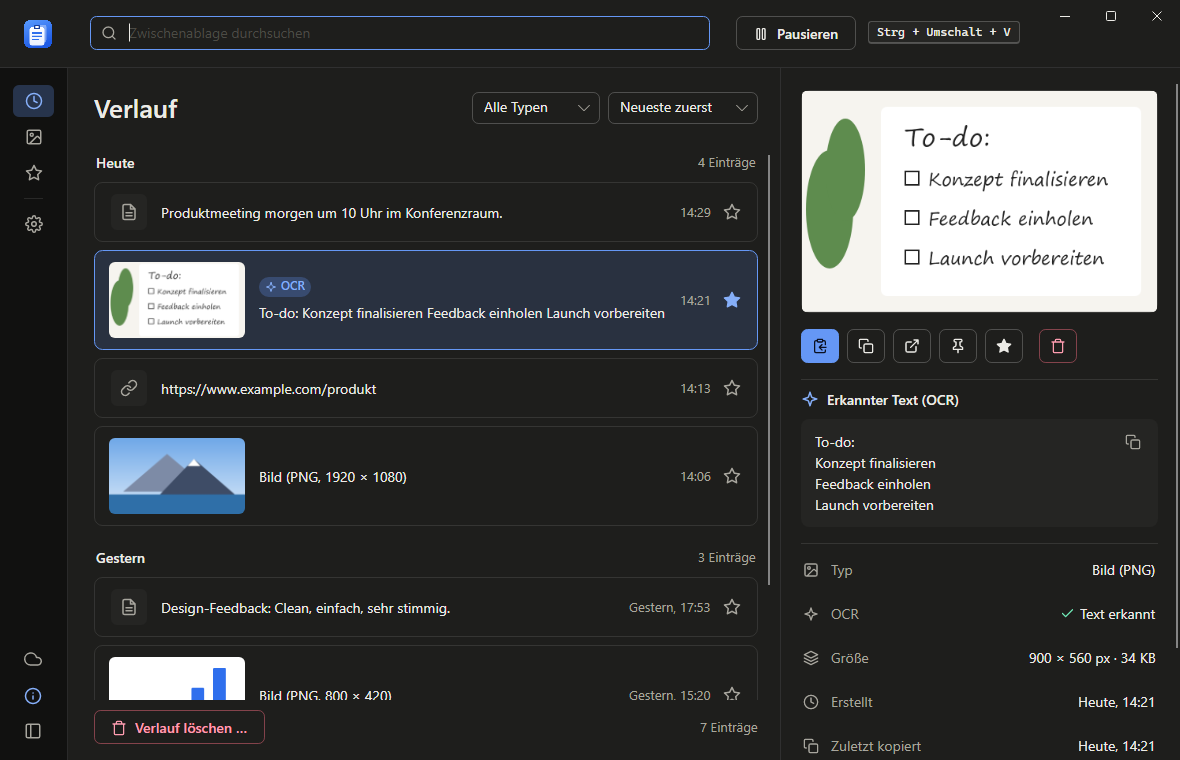 Zwischenablage durchsuchen
Pausieren
Strg + Umschalt + V
Verlauf
Alle Typen
Neueste zuerst
Heute
4 Einträge
Produktmeeting morgen um 10 Uhr im Konferenzraum.
14:29
To-do:
Konzept finalisieren
Feedback einholen
Launch vorbereiten
OCR
To-do: Konzept finalisieren Feedback einholen Launch vorbereiten
14:21
https://www.example.com/produkt
14:13
Bild (PNG, 1920 × 1080)
14:06
Gestern
3 Einträge
Design-Feedback: Clean, einfach, sehr stimmig.
Gestern, 17:53
Bild (PNG, 800 × 420)
Gestern, 15:20
Verlauf löschen ...
7 Einträge
To-do:
Konzept finalisieren
Feedback einholen
Launch vorbereiten
Erkannter Text (OCR)
To-do:
Konzept finalisieren
Feedback einholen
Launch vorbereiten
Typ
Bild (PNG)
OCR
Text erkannt
Größe
900 × 560 px · 34 KB
Erstellt
Heute, 14:21
Zuletzt kopiert
Heute, 14:21